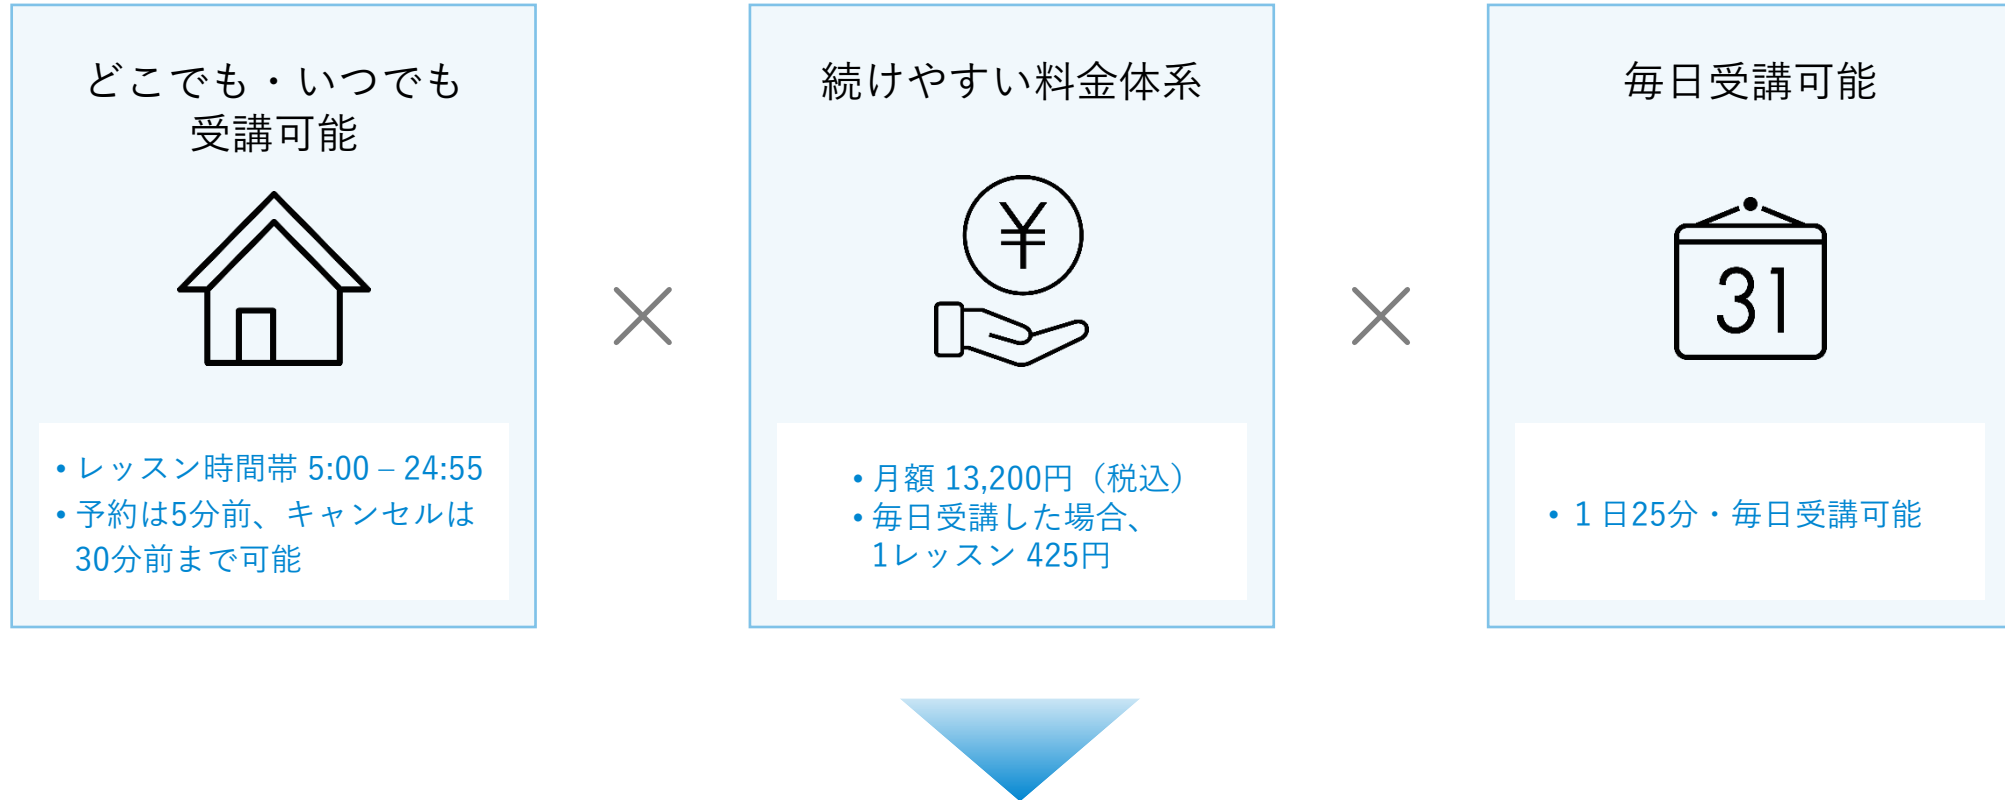 どこでも・いつでも
受講可能
• レッスン時間帯 5:00 – 24:55
• 予約は5分前、キャンセルは
30分前まで可能
続けやすい料金体系
¥
• 月額 13,200円（税込）
• 毎日受講した場合、
1レッスン 425円
毎日受講可能
31
• １日25分・毎日受講可能